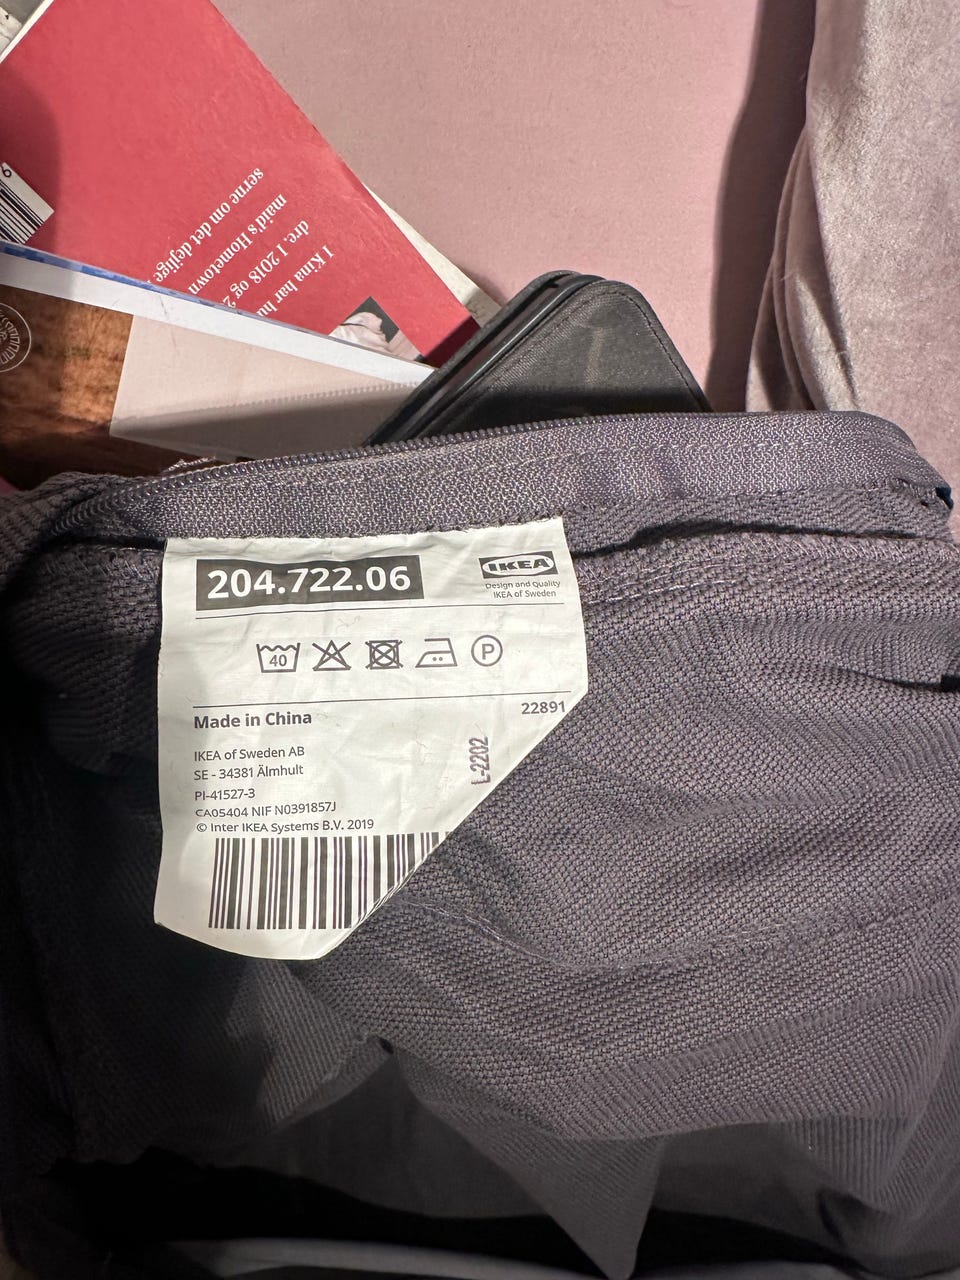 serne om det dejlige
maid's Hometown
dre. 1 2018 og 2
I Kina har hu
204.722.06
IKEA
Design and Quality
IKEA of Sweden
40
P
Made in China
22891
IKEA of Sweden AB
SE - 34381 Älmhult
L-2202
PI-41527-3
CA05404 NIF N0391857J
© Inter IKEA Systems B.V. 2019